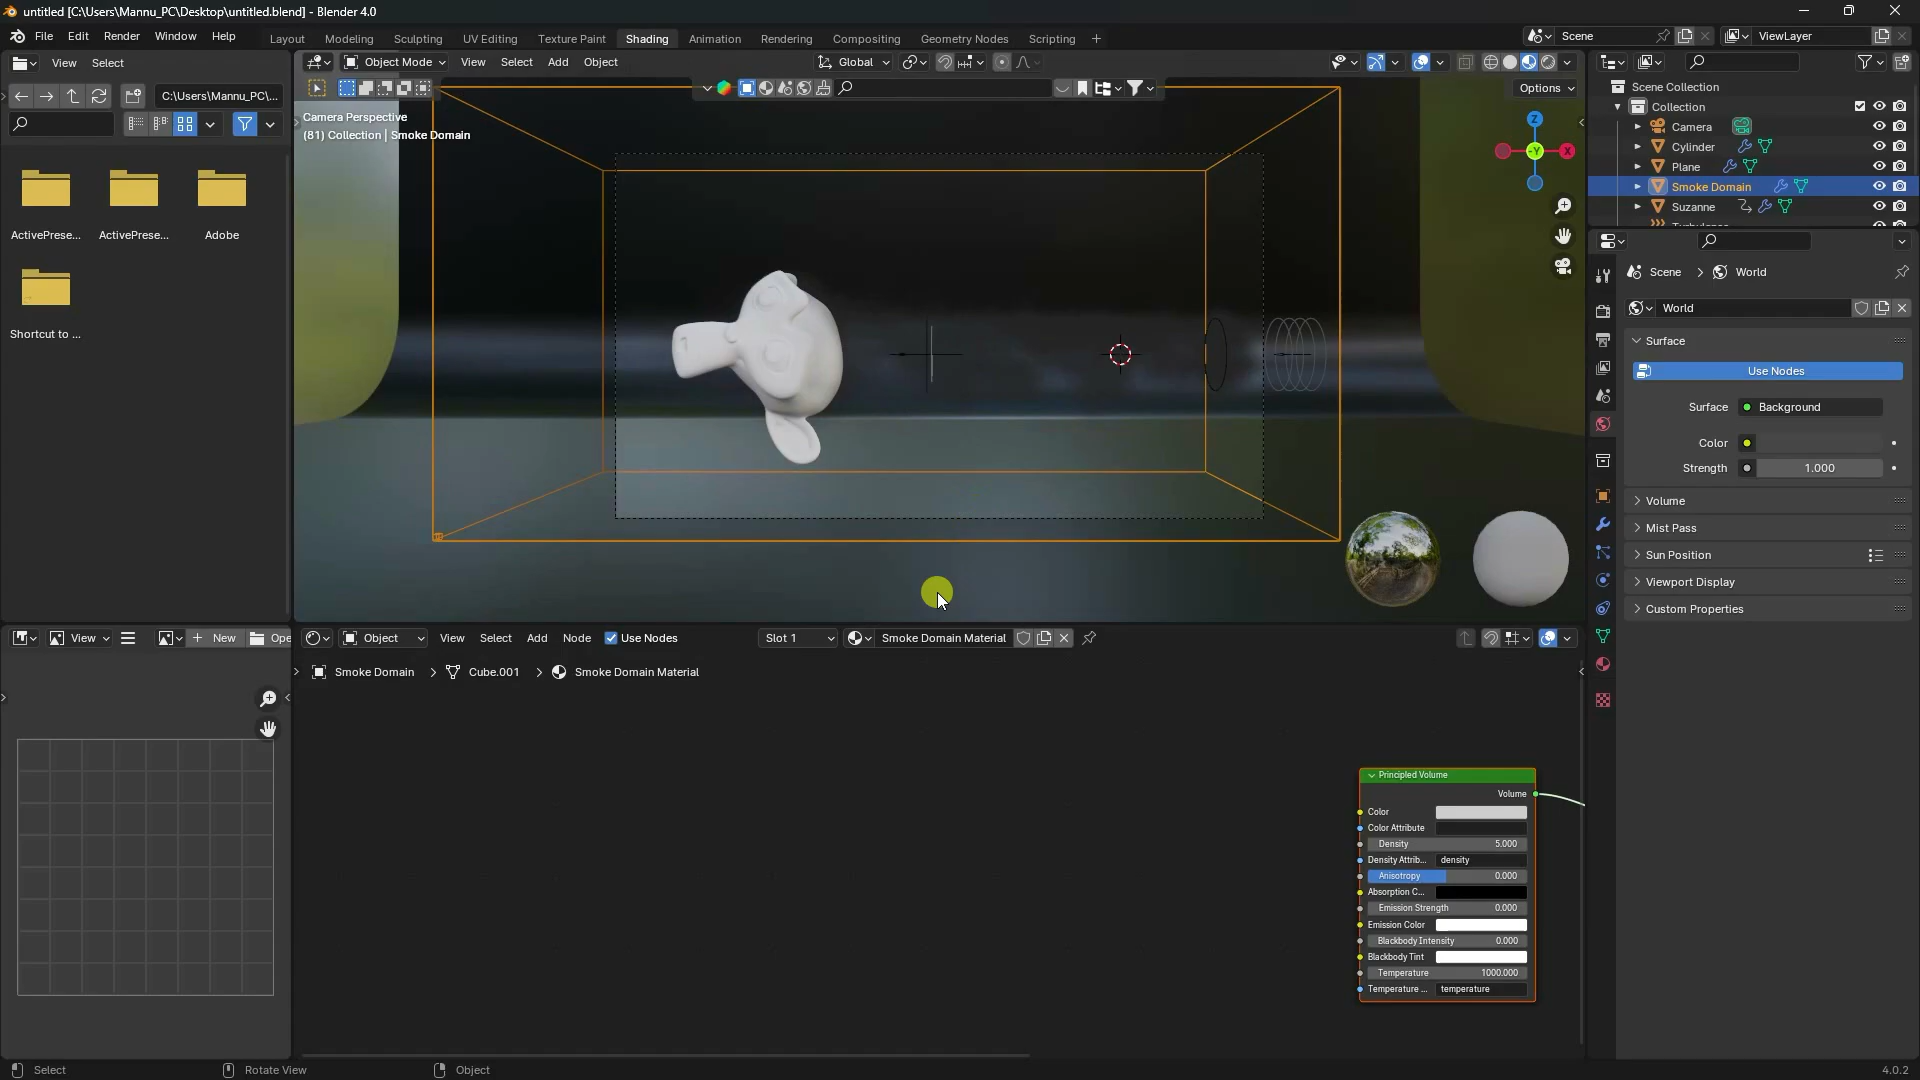 untitled [C:\Users\Mannu_PC\Desktop\untitled.blend] - Blender 4.0
File Edit Render Window Help
Layout Modeling Sculpting UV Editing Texture Paint Shading Animation Rendering Compositing Geometry Nodes Scripting +
Scene
ViewLayer
View Select
Object Mode View Select Add Object
Global
C:\Users\Mannu_PC\...
Options
ActivePrese...
ActivePrese...
Adobe
Shortcut to ...
Camera Perspective
(81) Collection | Smoke Domain
Z
-Y
X
Scene Collection
Collection
Camera
Cylinder
Plane
Smoke Domain
Suzanne
Scene > World
World
Surface
Use Nodes
Surface Background
Color
Strength 1.000
Volume
Mist Pass
Sun Position
Viewport Display
Custom Properties
View
New
Ope
Object View Select Add Node Use Nodes
Slot 1
Smoke Domain Material
Smoke Domain > Cube.001 > Smoke Domain Material
Principled Volume
Volume
Color
Color Attribute
Density 5.000
Density Attrib... density
Anisotropy 0.000
Absorption C...
Emission Strength 0.000
Emission Color
Blackbody Intensity 0.000
Blackbody Tint
Temperature 1000.000
Temperature ... temperature
Select
Rotate View
Object
4.0.2